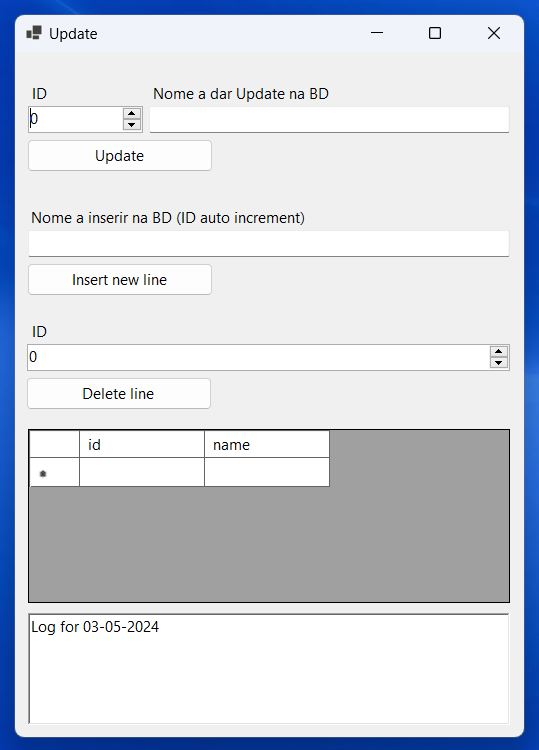 Update
ID
Nome a dar Update na BD
0
Update
Nome a inserir na BD (ID auto increment)
Insert new line
ID
0
Delete line
id name
Log for 03-05-2024